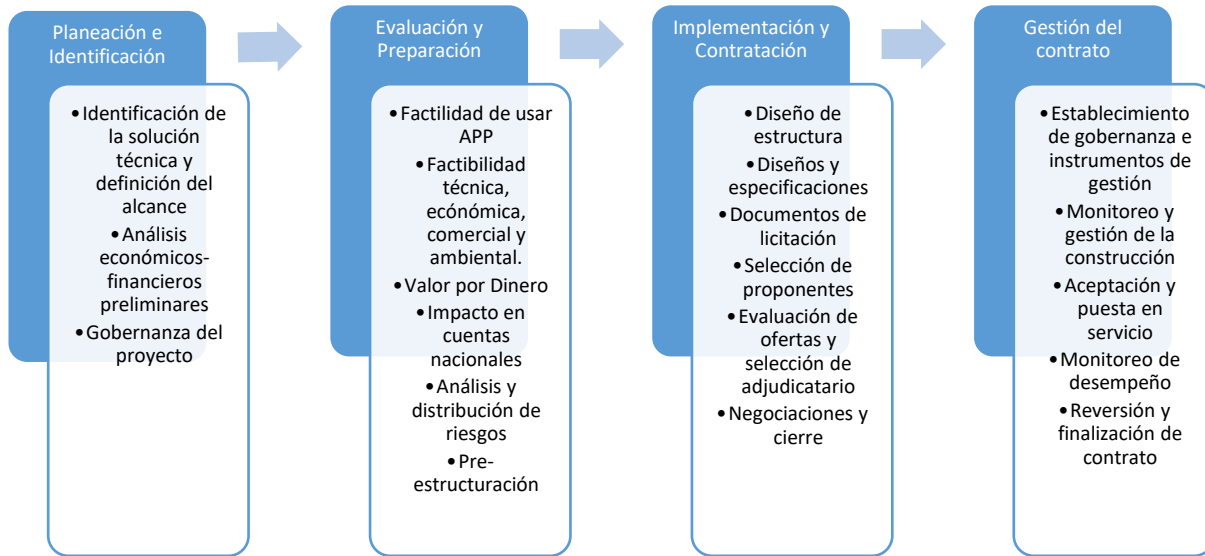 Planeación e
Identificación
• Identificación de
la solución
técnica y
definición del
alcance
• Análisis
económicos-
financieros
preliminares
• Gobernanza del
proyecto
Evaluación y
Preparación
• Factilidad de usar
APP
• Factibilidad
técnica,
ecónómica,
comercial y
ambiental.
• Valor por Dinero
• Impacto en
cuentas
nacionales
• Análisis y
distribución de
riesgos
• Pre-
estructuración
Implementación y
Contratación
• Diseño de
estructura
• Diseños y
especificaciones
• Documentos de
licitación
• Selección de
proponentes
• Evaluación de
ofertas y
selección de
adjudicatario
• Negociaciones y
cierre
Gestión del
contrato
• Establecimiento
de gobernanza e
instrumentos de
gestión
• Monitoreo y
gestión de la
construcción
• Aceptación y
puesta en
servicio
• Monitoreo de
desempeño
• Reversión y
finalización de
contrato